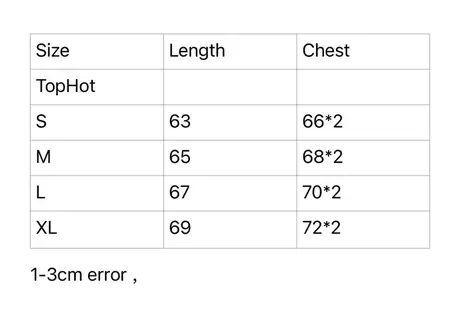 Size Length Chest
TopHot
S 63 66*2
M 65 68*2
L 67 70*2
XL 69 72*2
1-3cm error ,